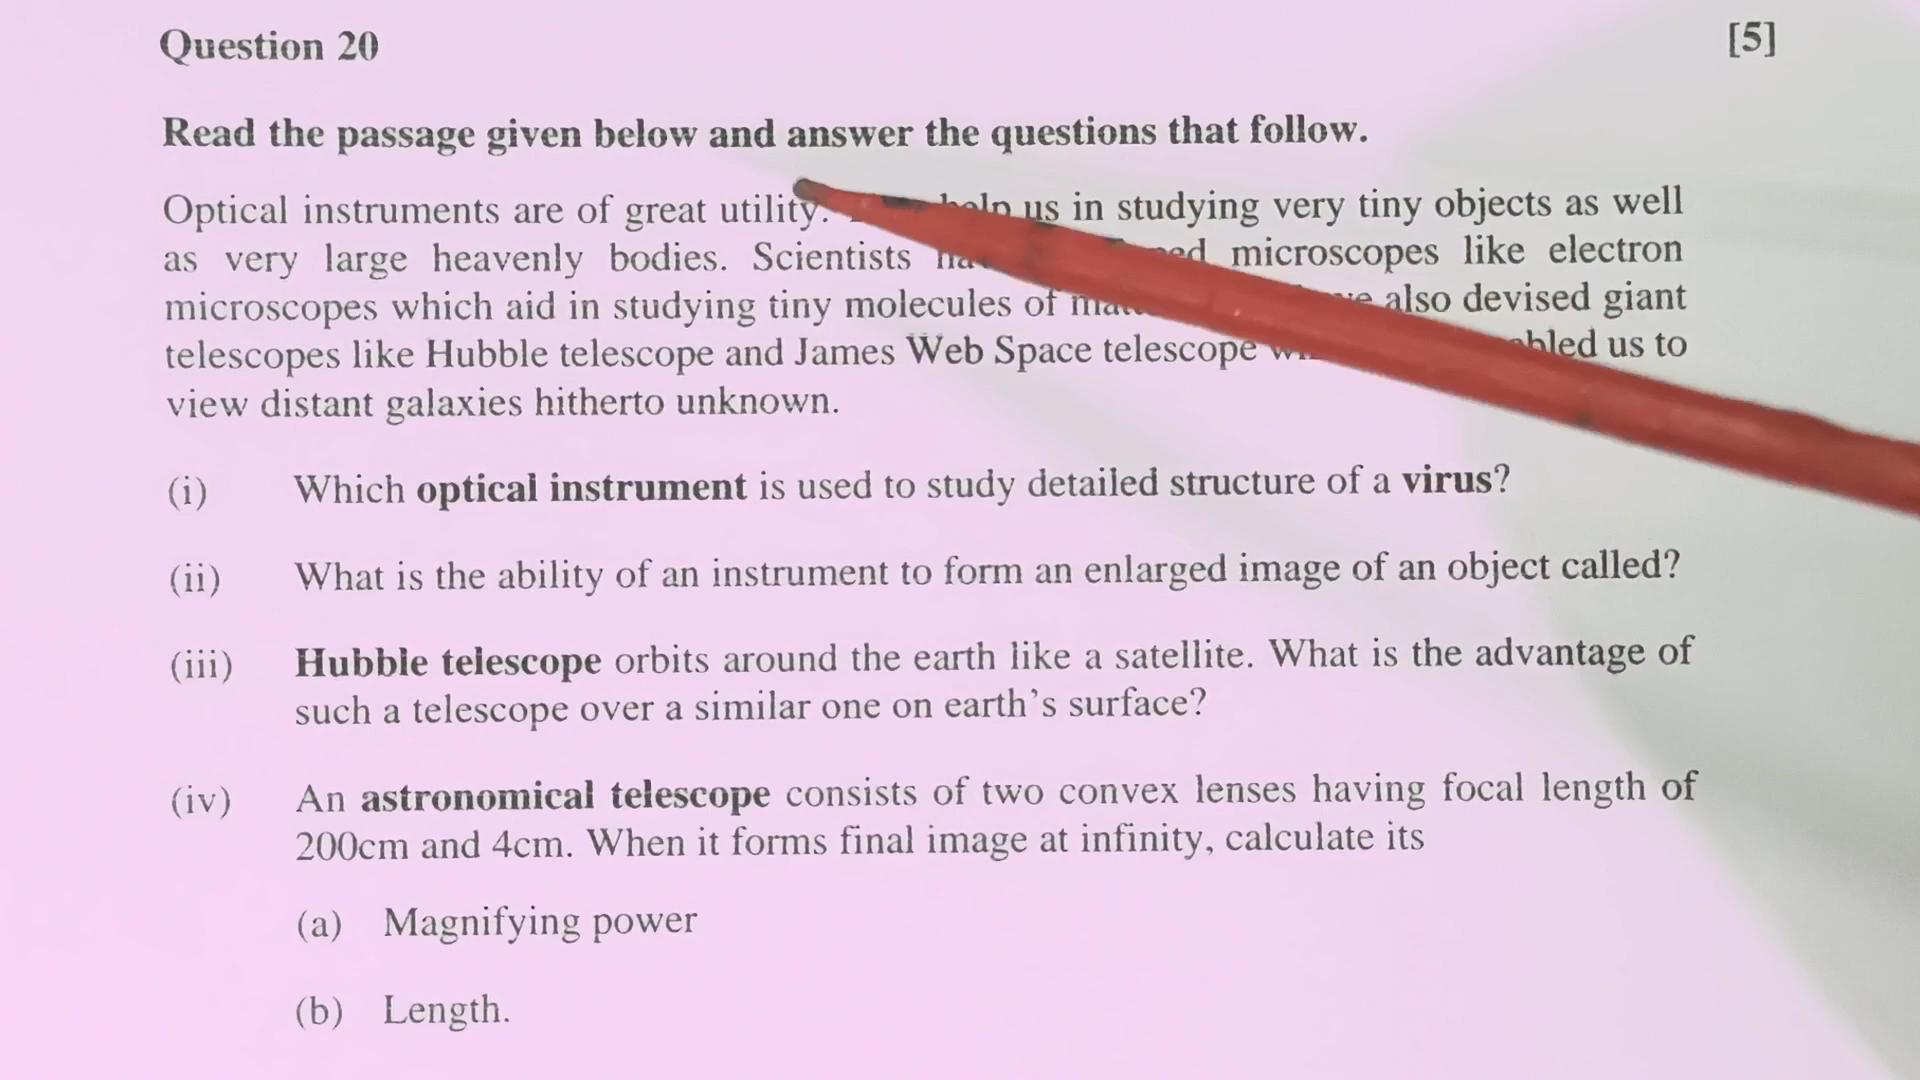 Question 20 [5]
Read the passage given below and answer the questions that follow.
Optical instruments are of great utility. help us in studying very tiny objects as well
as very large heavenly bodies. Scientists microscopes like electron
microscopes which aid in studying tiny molecules of also devised giant
telescopes like Hubble telescope and James Web Space telescope us to
view distant galaxies hitherto unknown.
(i) Which optical instrument is used to study detailed structure of a virus?
(ii) What is the ability of an instrument to form an enlarged image of an object called?
(iii) Hubble telescope orbits around the earth like a satellite. What is the advantage of
such a telescope over a similar one on earth's surface?
(iv) An astronomical telescope consists of two convex lenses having focal length of
200cm and 4cm. When it forms final image at infinity, calculate its
(a) Magnifying power
(b) Length.